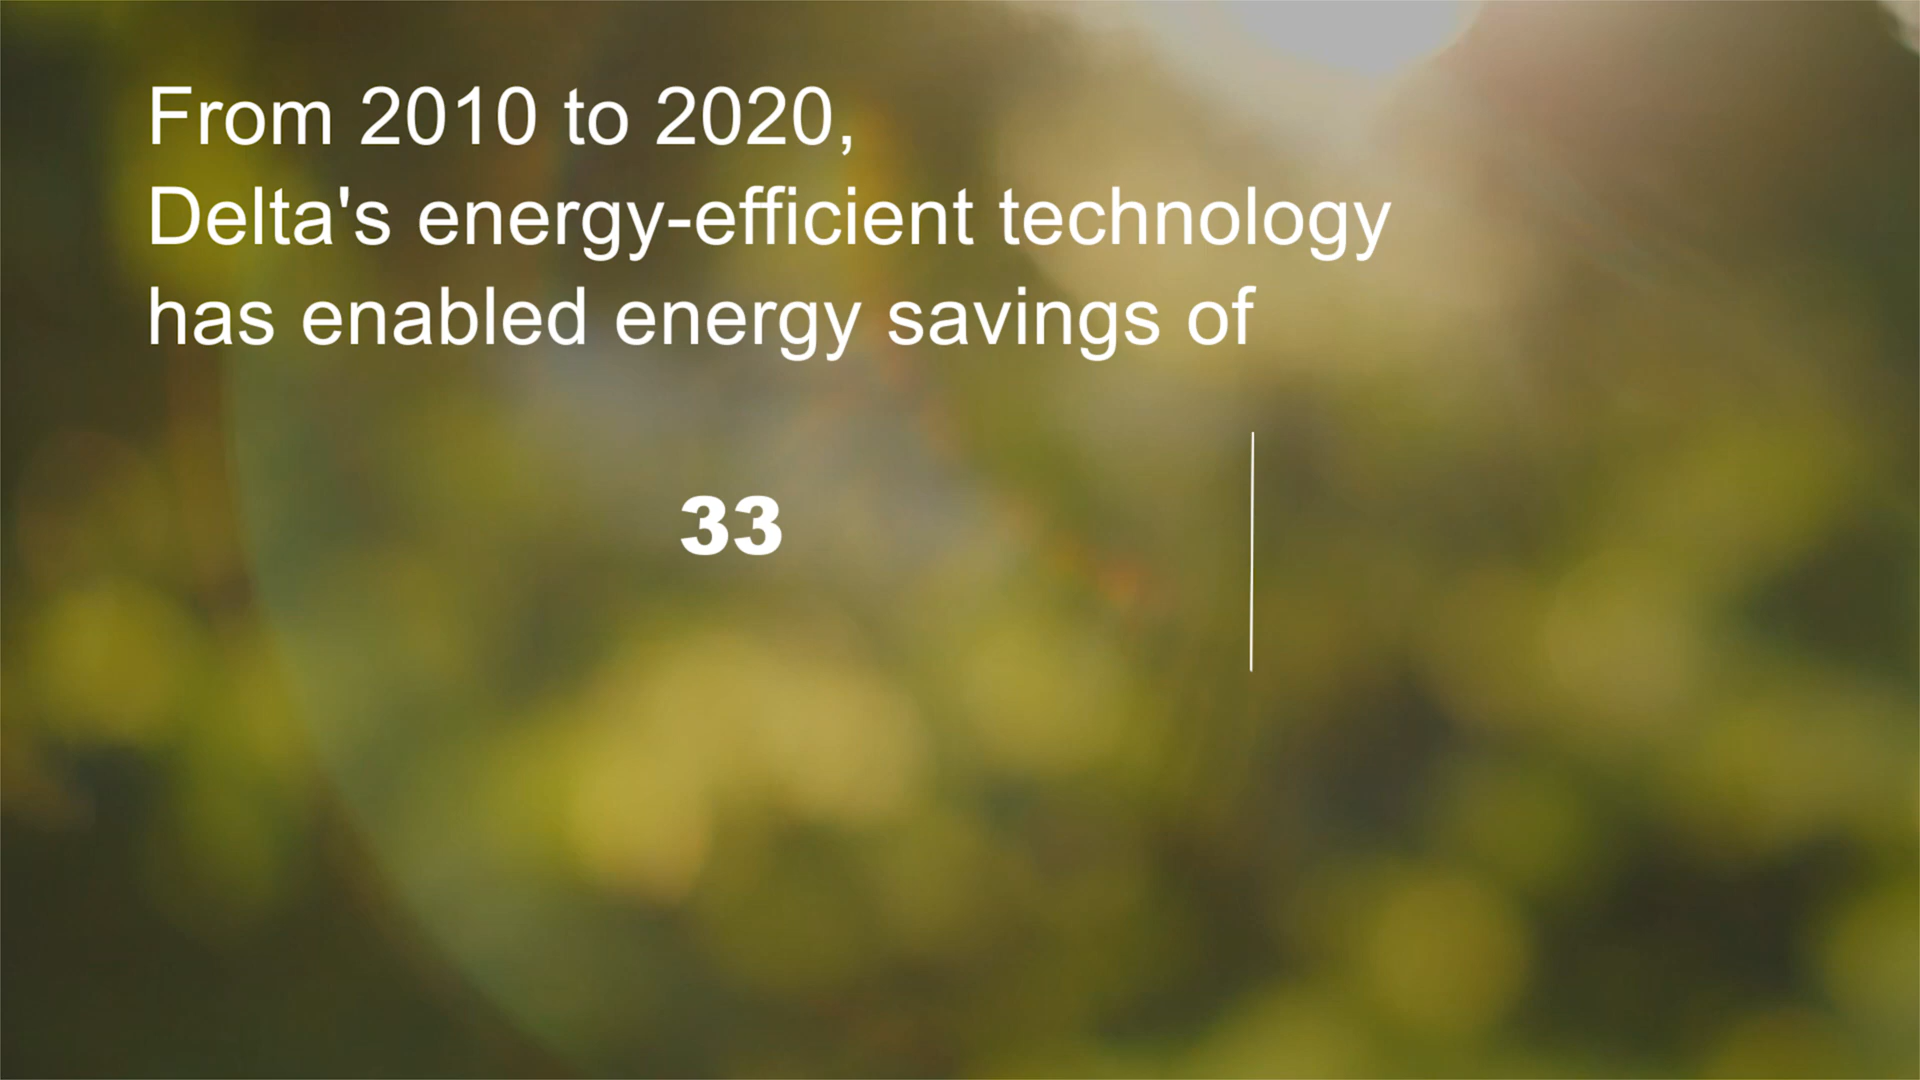 From 2010 to 2020,
Delta's energy-efficient technology
has enabled energy savings of
33